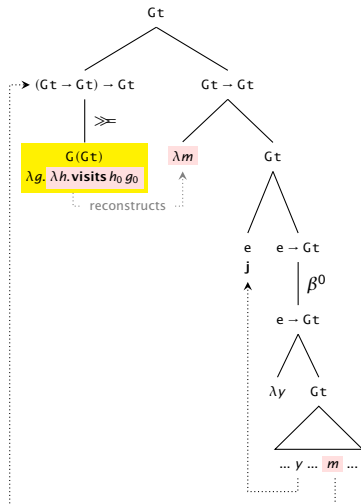 Gt
(Gt → Gt) → Gt Gt → Gt
≫=
G(Gt) λm Gt
λg. λh. visits h₀ g₀
reconstructs
e e → Gt
j
β⁰
e → Gt
λy Gt
... y ... m ...